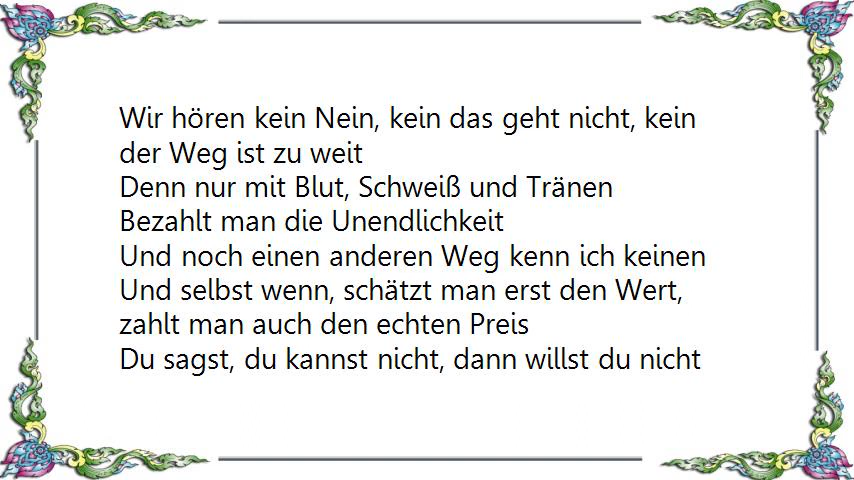 Wir hören kein Nein, kein das geht nicht, kein
der Weg ist zu weit
Denn nur mit Blut, Schweiß und Tränen
Bezahlt man die Unendlichkeit
Und noch einen anderen Weg kenn ich keinen
Und selbst wenn, schätzt man erst den Wert,
zahlt man auch den echten Preis
Du sagst, du kannst nicht, dann willst du nicht